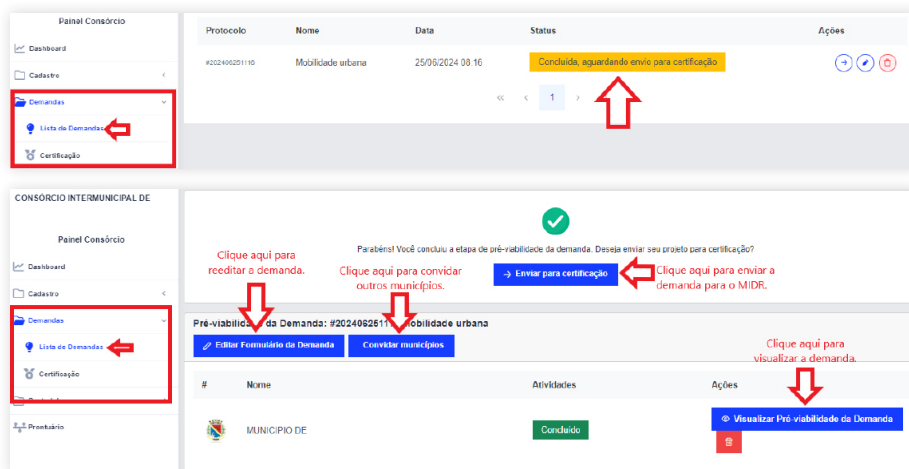 Painel Consórcio
Dashboard
Cadastro
Demandas
Lista de Demandas
Certificação
Protocolo Nome Data Status Ações
Mobilidade urbana 25/06/2024 08:16 Concluída, aguardando envio para certificação
« ‹ 1 ›
CONSÓRCIO INTERMUNICIPAL DE
Painel Consórcio
Dashboard
Cadastro
Demandas
Lista de Demandas
Certificação
Prontuário
Parabéns! Você concluiu a etapa de pré-viabilidade da demanda. Deseja enviar seu projeto para certificação?
Clique aqui para
reeditar a demanda.
Clique aqui para convidar
outros municípios.
Enviar para certificação
Clique aqui para enviar a
demanda para o MIDR.
da Demanda: Mobilidade urbana
Editar Formulário da Demanda Convidar municípios
Clique aqui para
visualizar a demanda.
# Nome Atividades Ações
MUNICIPIO DE Concluído Visualizar Pré-viabilidade da Demanda